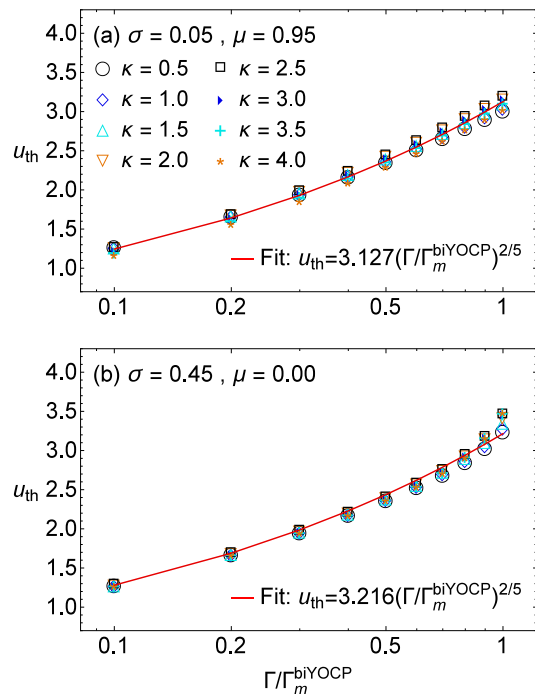 (a) σ = 0.05 , μ = 0.95
κ = 0.5 κ = 2.5
κ = 1.0 κ = 3.0
κ = 1.5 κ = 3.5
κ = 2.0 κ = 4.0
4.0
3.5
3.0
2.5
2.0
1.5
1.0
u_th
Fit: u_th=3.127(Γ/Γ_m^biYOCP)^2/5
0.1 0.2 0.5 1
(b) σ = 0.45 , μ = 0.00
4.0
3.5
3.0
2.5
2.0
1.5
1.0
u_th
Fit: u_th=3.216(Γ/Γ_m^biYOCP)^2/5
0.1 0.2 0.5 1
Γ/Γ_m^biYOCP